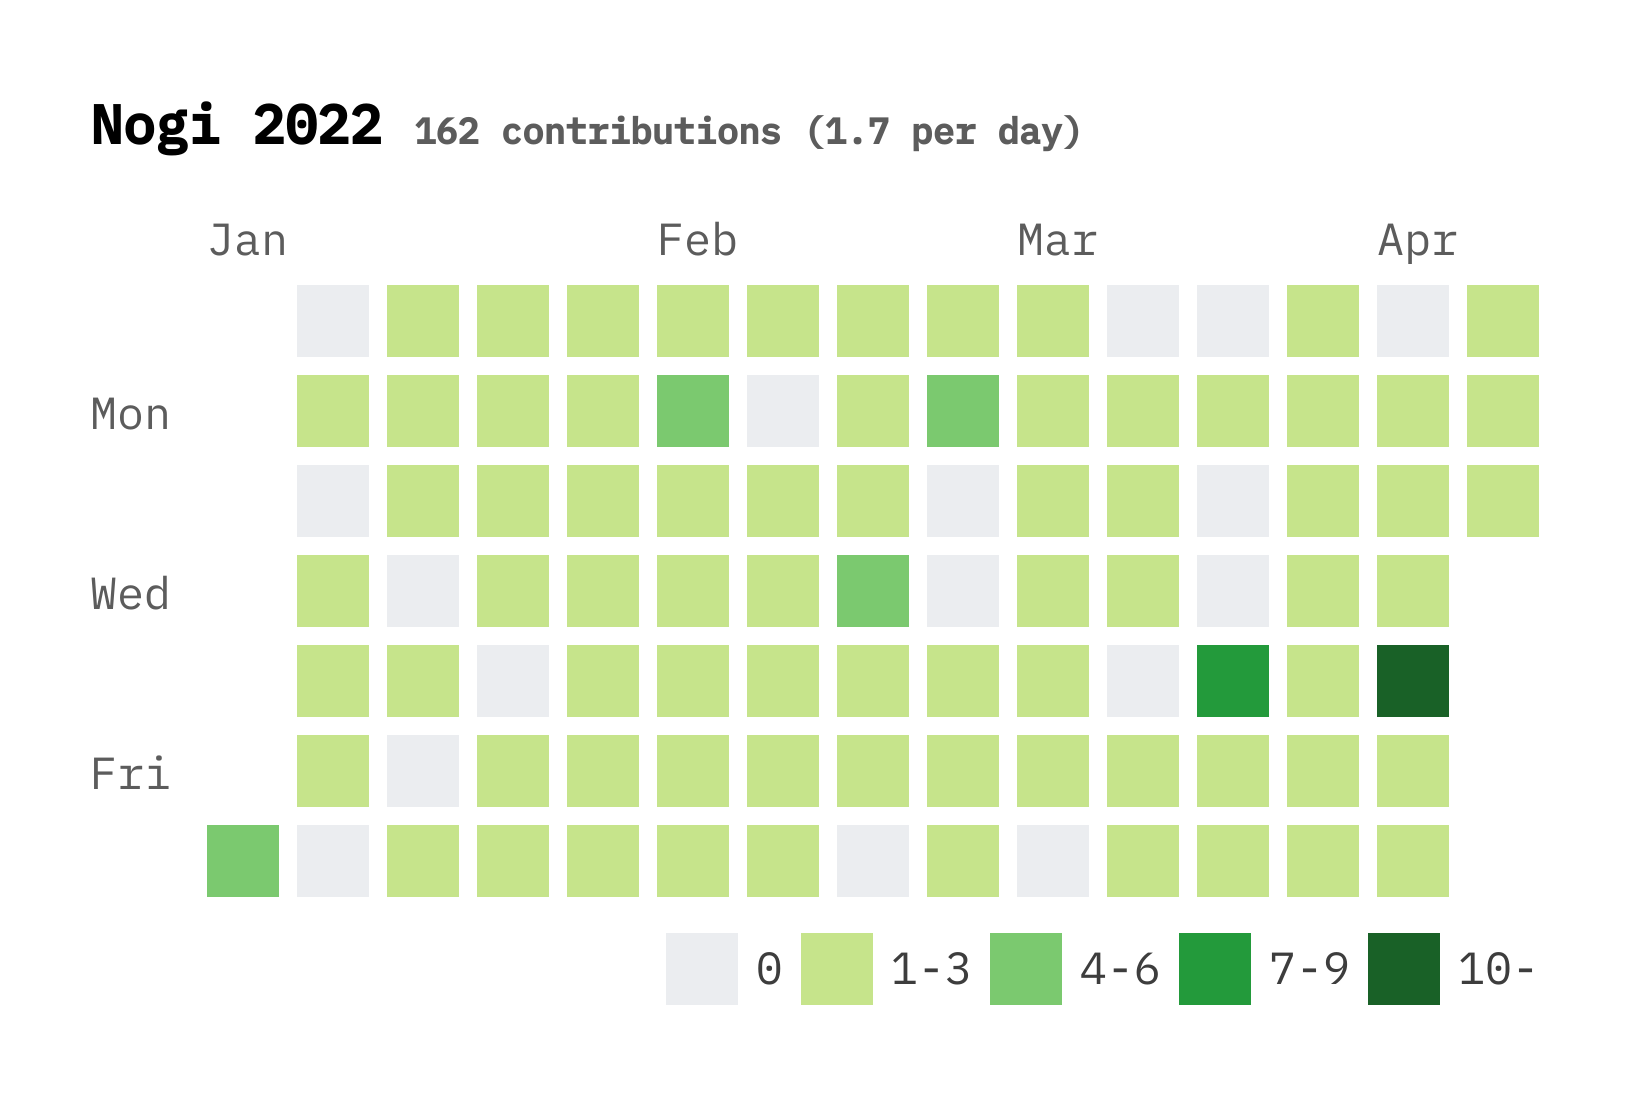 Nogi 2022 162 contributions (1.7 per day)
Jan Feb Mar Apr
Mon
Wed
Fri
0 1-3 4-6 7-9 10-